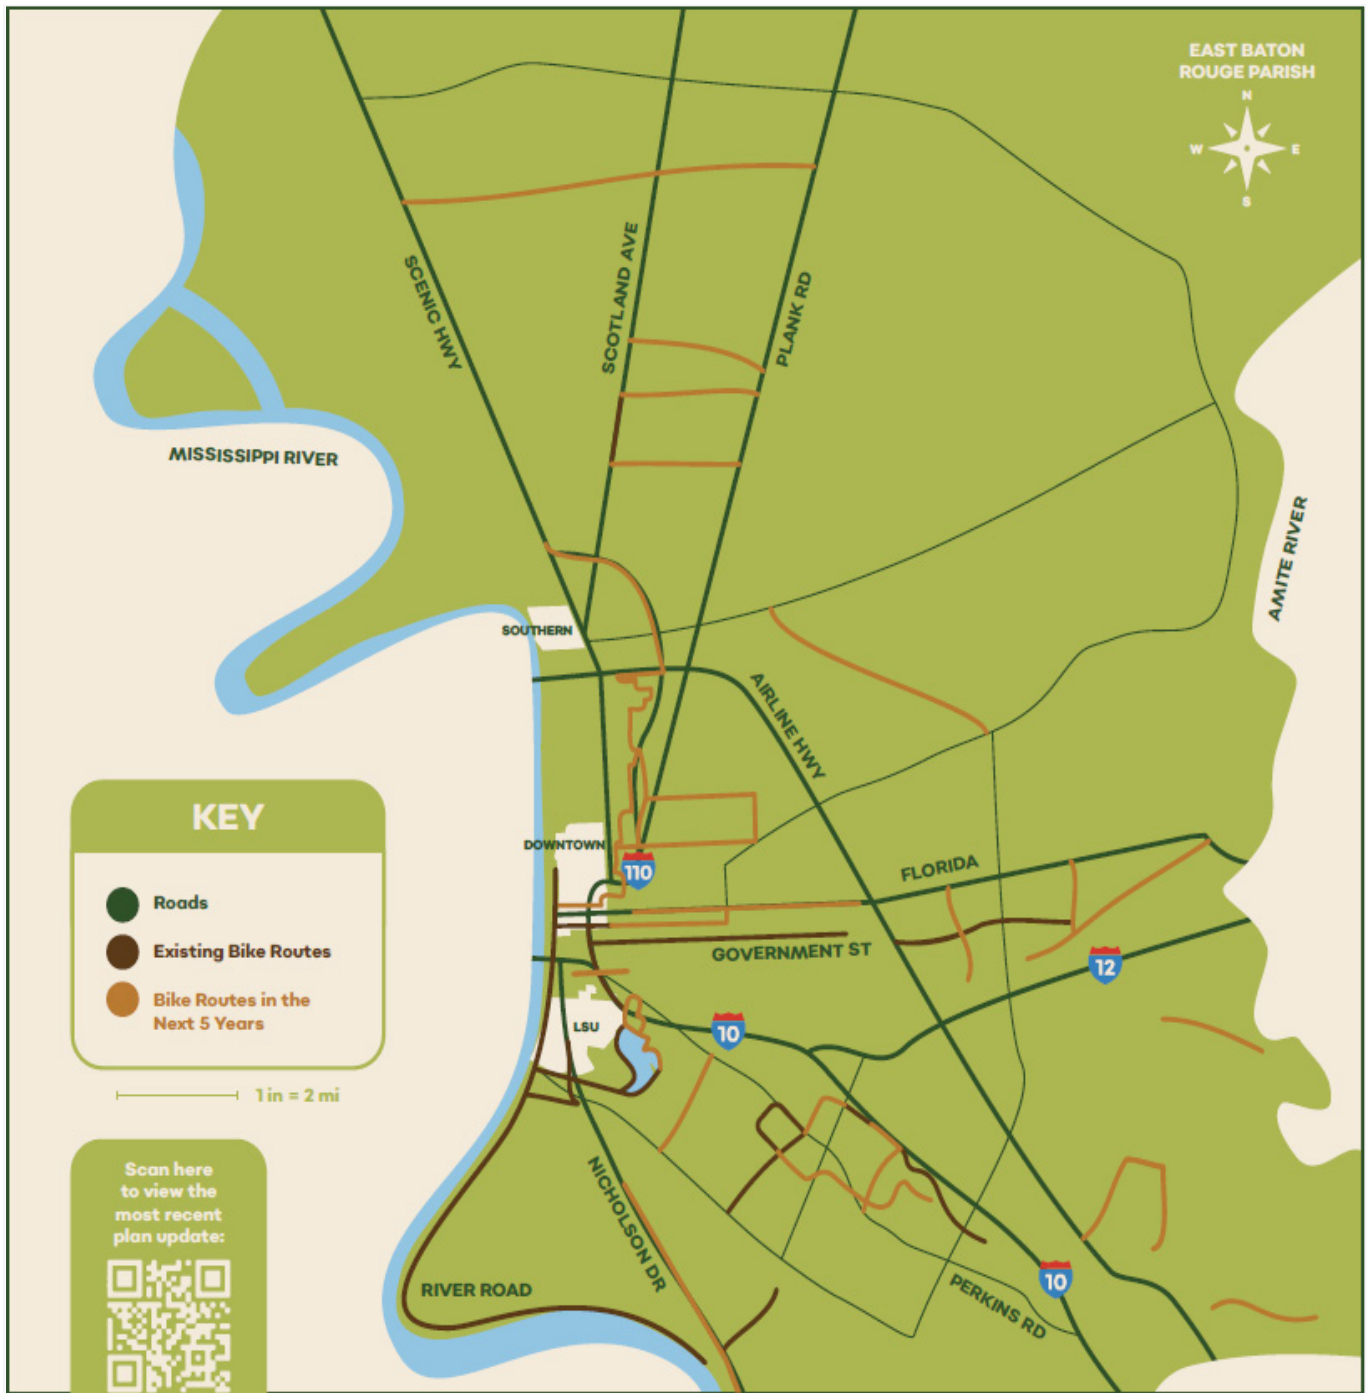 EAST BATON
ROUGE PARISH
N
W
E
S
SCENIC HWY
SCOTLAND AVE
PLANK RD
MISSISSIPPI RIVER
AMITE RIVER
SOUTHERN
AIRLINE HWY
KEY
Roads
Existing Bike Routes
Bike Routes in the
Next 5 Years
1 in = 2 mi
DOWNTOWN
110
FLORIDA
GOVERNMENT ST
12
LSU
10
Scan here
to view the
most recent
plan update:
NICHOLSON DR
RIVER ROAD
10
PERKINS RD